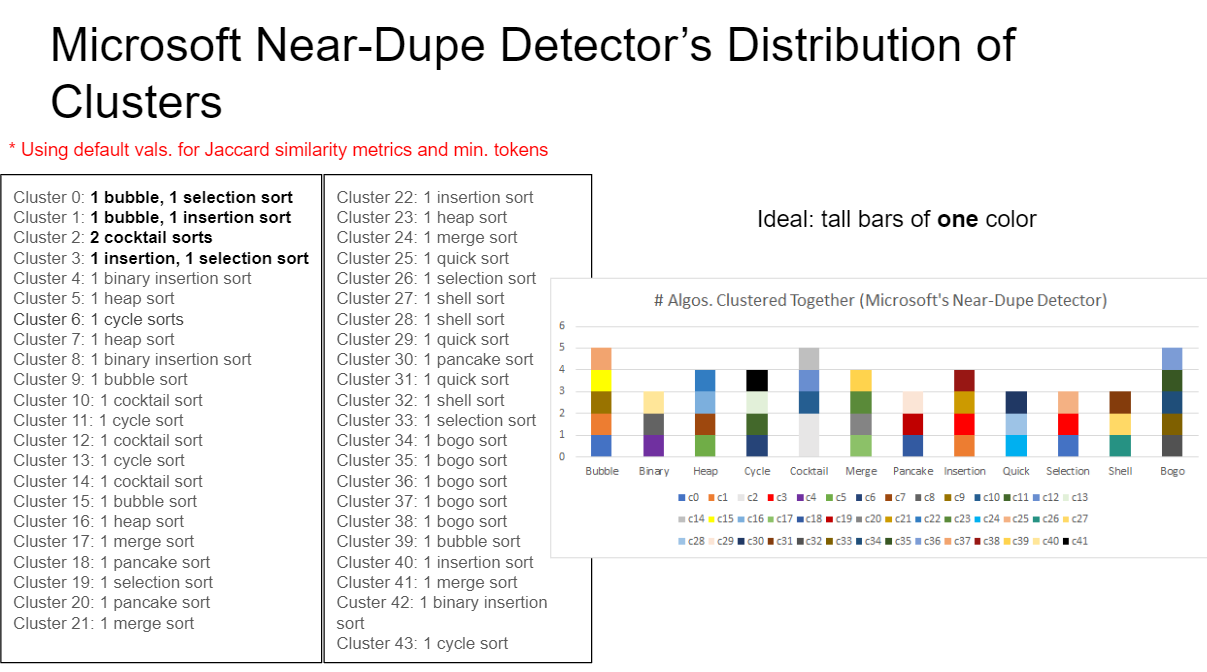 Microsoft Near-Dupe Detector’s Distribution of
Clusters
* Using default vals. for Jaccard similarity metrics and min. tokens
Cluster 0: 1 bubble, 1 selection sort
Cluster 1: 1 bubble, 1 insertion sort
Cluster 2: 2 cocktail sorts
Cluster 3: 1 insertion, 1 selection sort
Cluster 4: 1 binary insertion sort
Cluster 5: 1 heap sort
Cluster 6: 1 cycle sorts
Cluster 7: 1 heap sort
Cluster 8: 1 binary insertion sort
Cluster 9: 1 bubble sort
Cluster 10: 1 cocktail sort
Cluster 11: 1 cycle sort
Cluster 12: 1 cocktail sort
Cluster 13: 1 cycle sort
Cluster 14: 1 cocktail sort
Cluster 15: 1 bubble sort
Cluster 16: 1 heap sort
Cluster 17: 1 merge sort
Cluster 18: 1 pancake sort
Cluster 19: 1 selection sort
Cluster 20: 1 pancake sort
Cluster 21: 1 merge sort
Cluster 22: 1 insertion sort
Cluster 23: 1 heap sort
Cluster 24: 1 merge sort
Cluster 25: 1 quick sort
Cluster 26: 1 selection sort
Cluster 27: 1 shell sort
Cluster 28: 1 shell sort
Cluster 29: 1 quick sort
Cluster 30: 1 pancake sort
Cluster 31: 1 quick sort
Cluster 32: 1 shell sort
Cluster 33: 1 selection sort
Cluster 34: 1 bogo sort
Cluster 35: 1 bogo sort
Cluster 36: 1 bogo sort
Cluster 37: 1 bogo sort
Cluster 38: 1 bogo sort
Cluster 39: 1 bubble sort
Cluster 40: 1 insertion sort
Cluster 41: 1 merge sort
Custer 42: 1 binary insertion
sort
Cluster 43: 1 cycle sort
Ideal: tall bars of one color
# Algos. Clustered Together (Microsoft's Near-Dupe Detector)
6
5
4
3
2
1
0
Bubble Binary Heap Cycle Cocktail Merge Pancake Insertion Quick Selection Shell Bogo
c0 c1 c2 c3 c4 c5 c6 c7 c8 c9 c10 c11 c12 c13
c14 c15 c16 c17 c18 c19 c20 c21 c22 c23 c24 c25 c26 c27
c28 c29 c30 c31 c32 c33 c34 c35 c36 c37 c38 c39 c40 c41